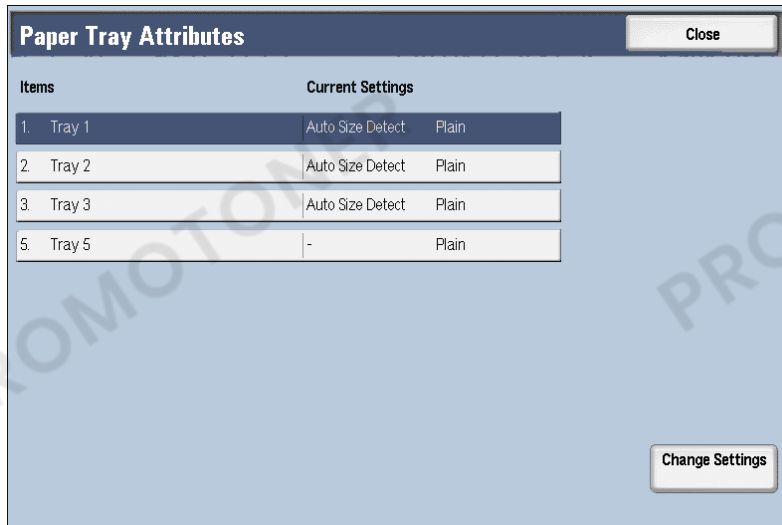 Paper Tray Attributes Close
Items Current Settings
1. Tray 1 Auto Size Detect Plain
2. Tray 2 Auto Size Detect Plain
3. Tray 3 Auto Size Detect Plain
5. Tray 5 - Plain
Change Settings
PROMOTONER
PRO